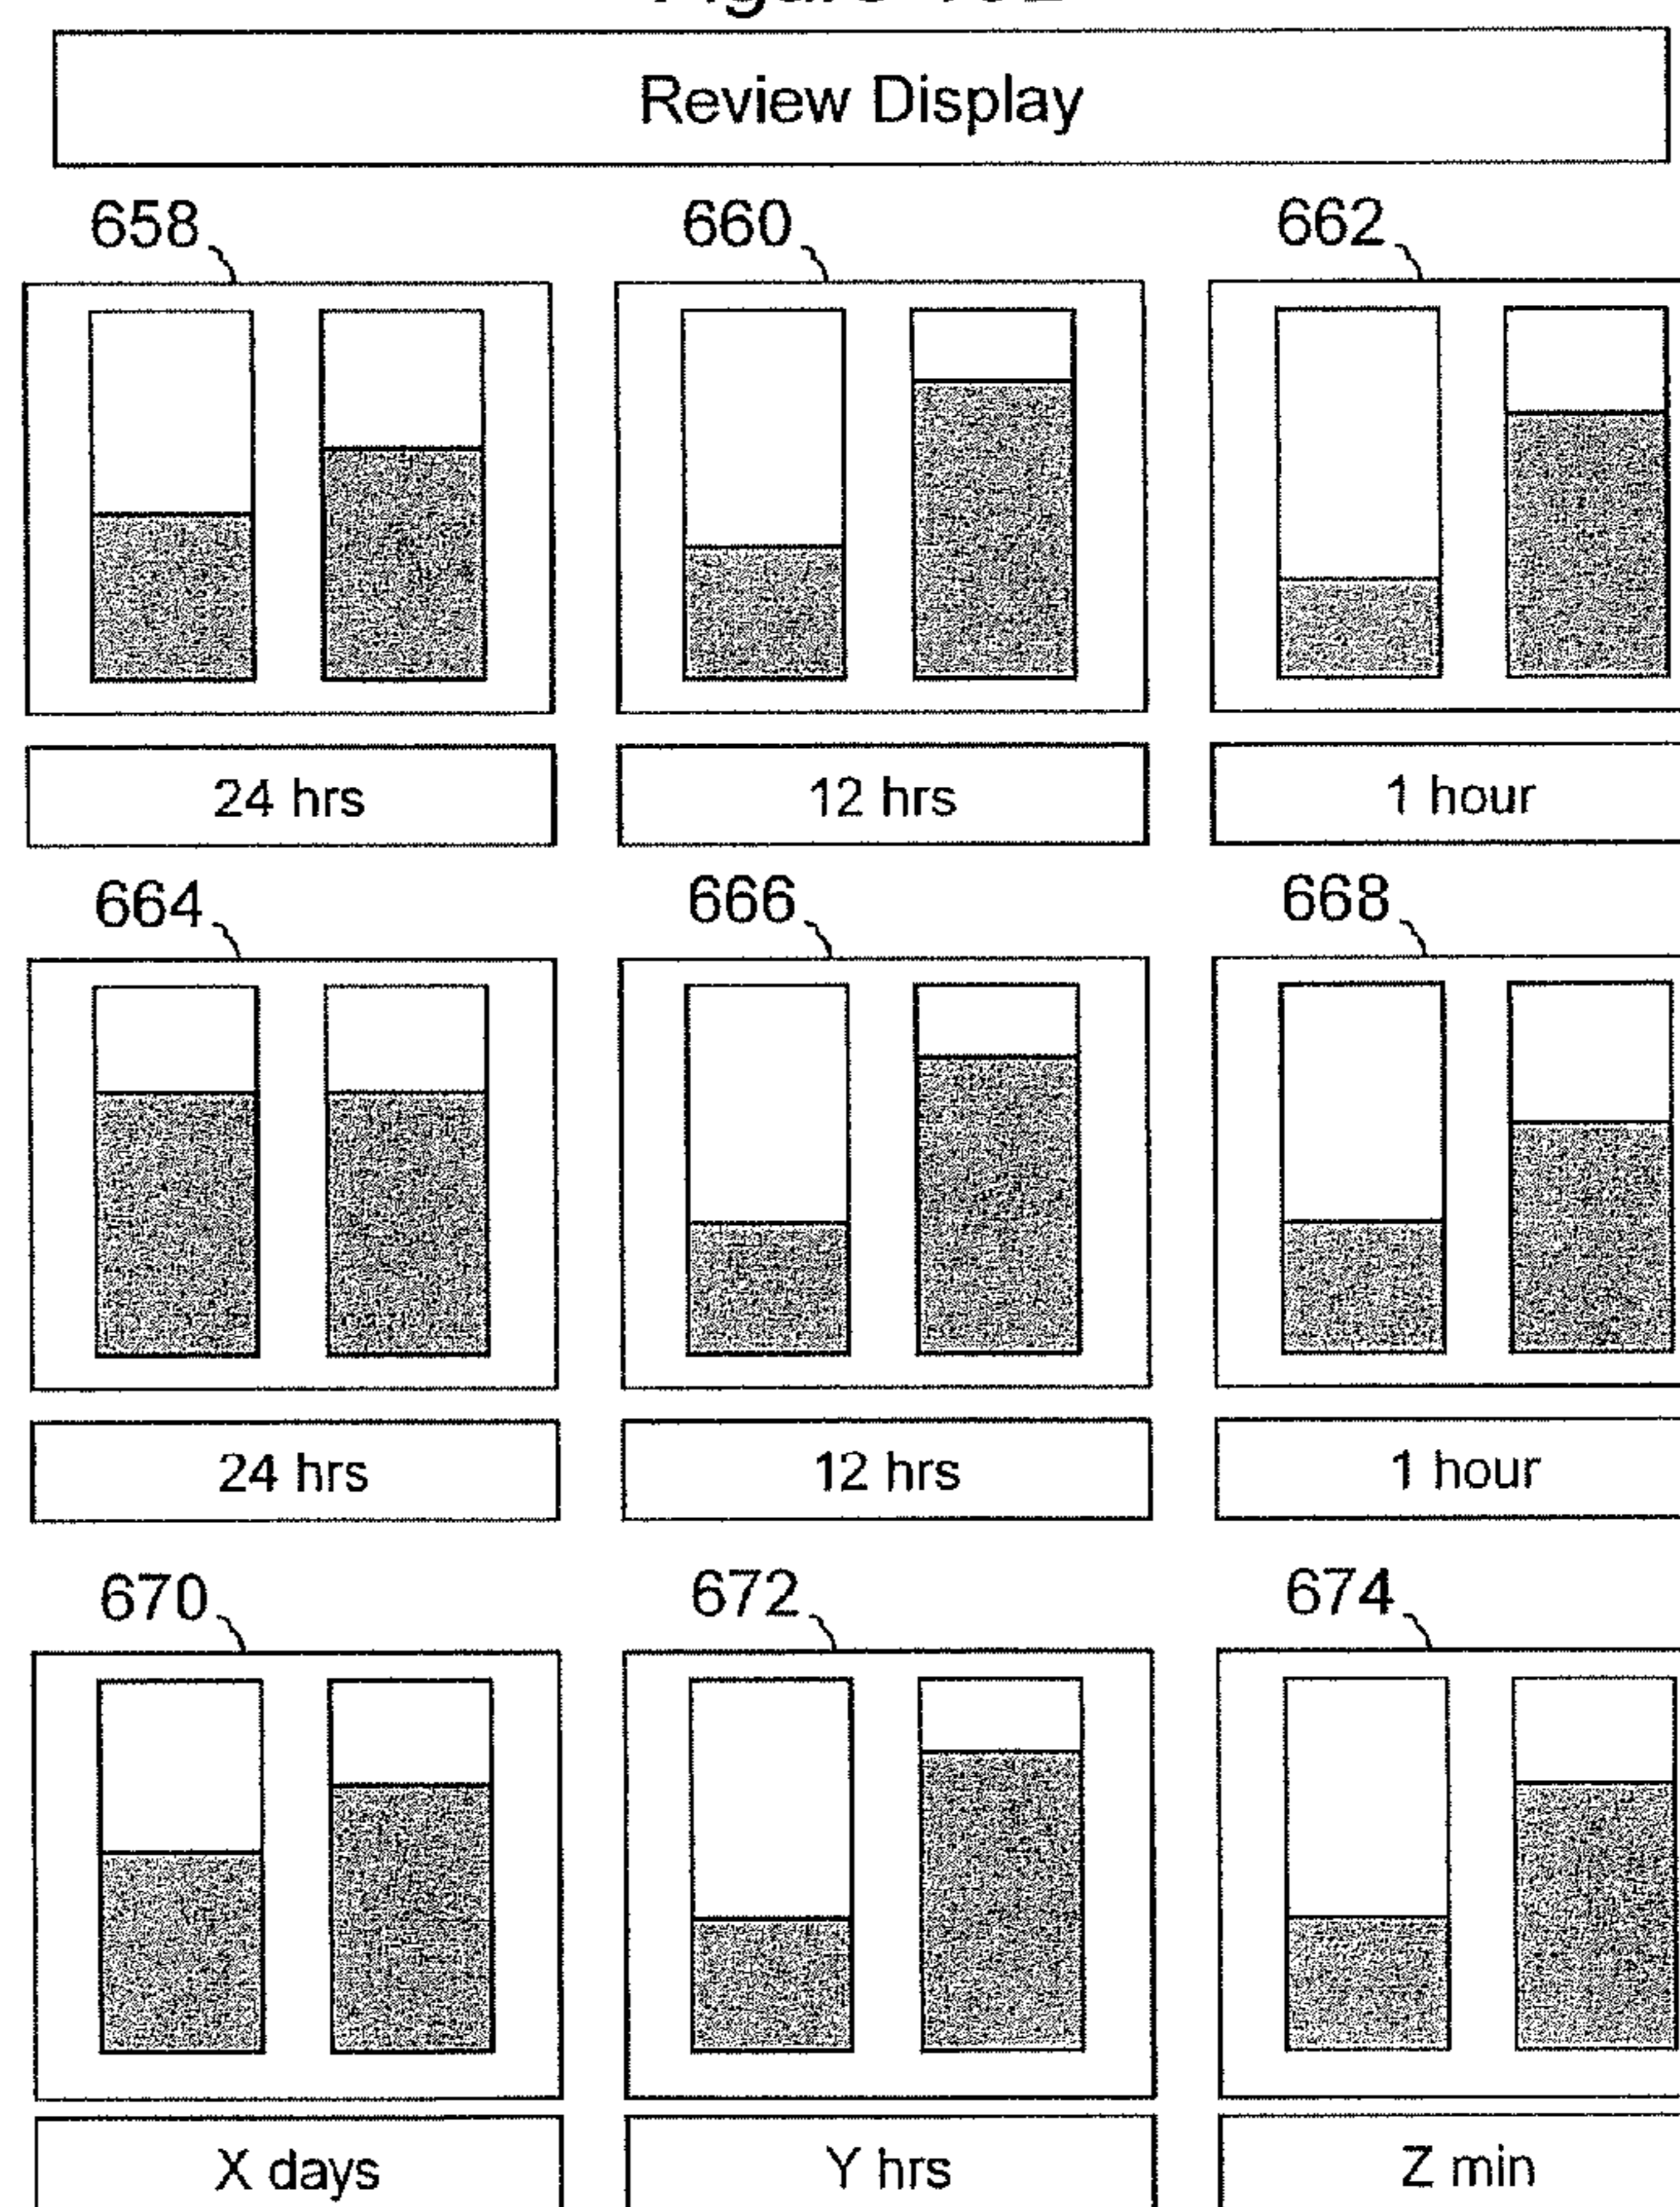 Review Display
658 660 662
24 hrs 12 hrs 1 hour
664 666 668
24 hrs 12 hrs 1 hour
670 672 674
X days Y hrs Z min